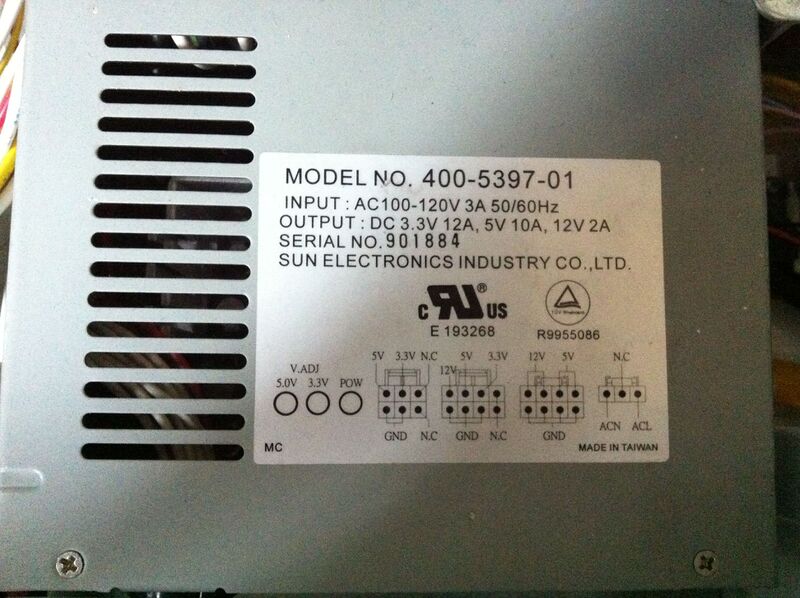 MODEL NO. 400-5397-01
INPUT : AC100-120V 3A 50/60Hz
OUTPUT : DC 3.3V 12A, 5V 10A, 12V 2A
SERIAL NO. 901884
SUN ELECTRONICS INDUSTRY CO.,LTD.
c RU ® US
E 193268
R9955086
V.ADJ
5.0V 3.3V POW
5V 3.3V N.C
12V 5V 3.3V
12V 5V
N.C
GND N.C
GND N.C
GND
ACN ACL
MC
MADE IN TAIWAN